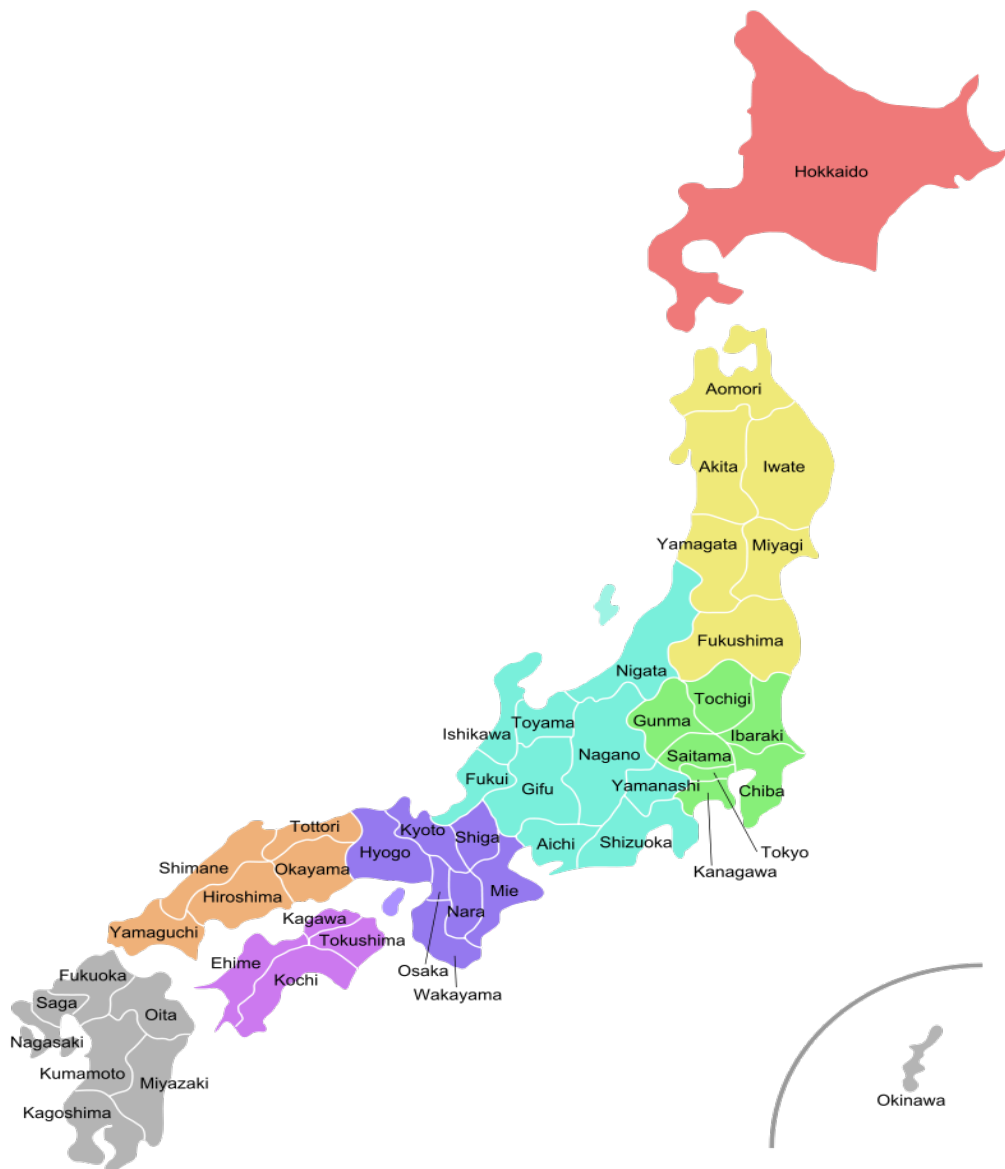 Hokkaido
Aomori
Akita
Iwate
Yamagata
Miyagi
Fukushima
Nigata
Tochigi
Gunma
Ibaraki
Ishikawa
Toyama
Nagano
Saitama
Fukui
Gifu
Yamanashi
Chiba
Tottori
Kyoto
Shiga
Aichi
Shizuoka
Tokyo
Hyogo
Kanagawa
Shimane
Okayama
Hiroshima
Mie
Nara
Kagawa
Yamaguchi
Tokushima
Ehime
Kochi
Osaka
Wakayama
Fukuoka
Saga
Oita
Nagasaki
Kumamoto
Miyazaki
Kagoshima
Okinawa